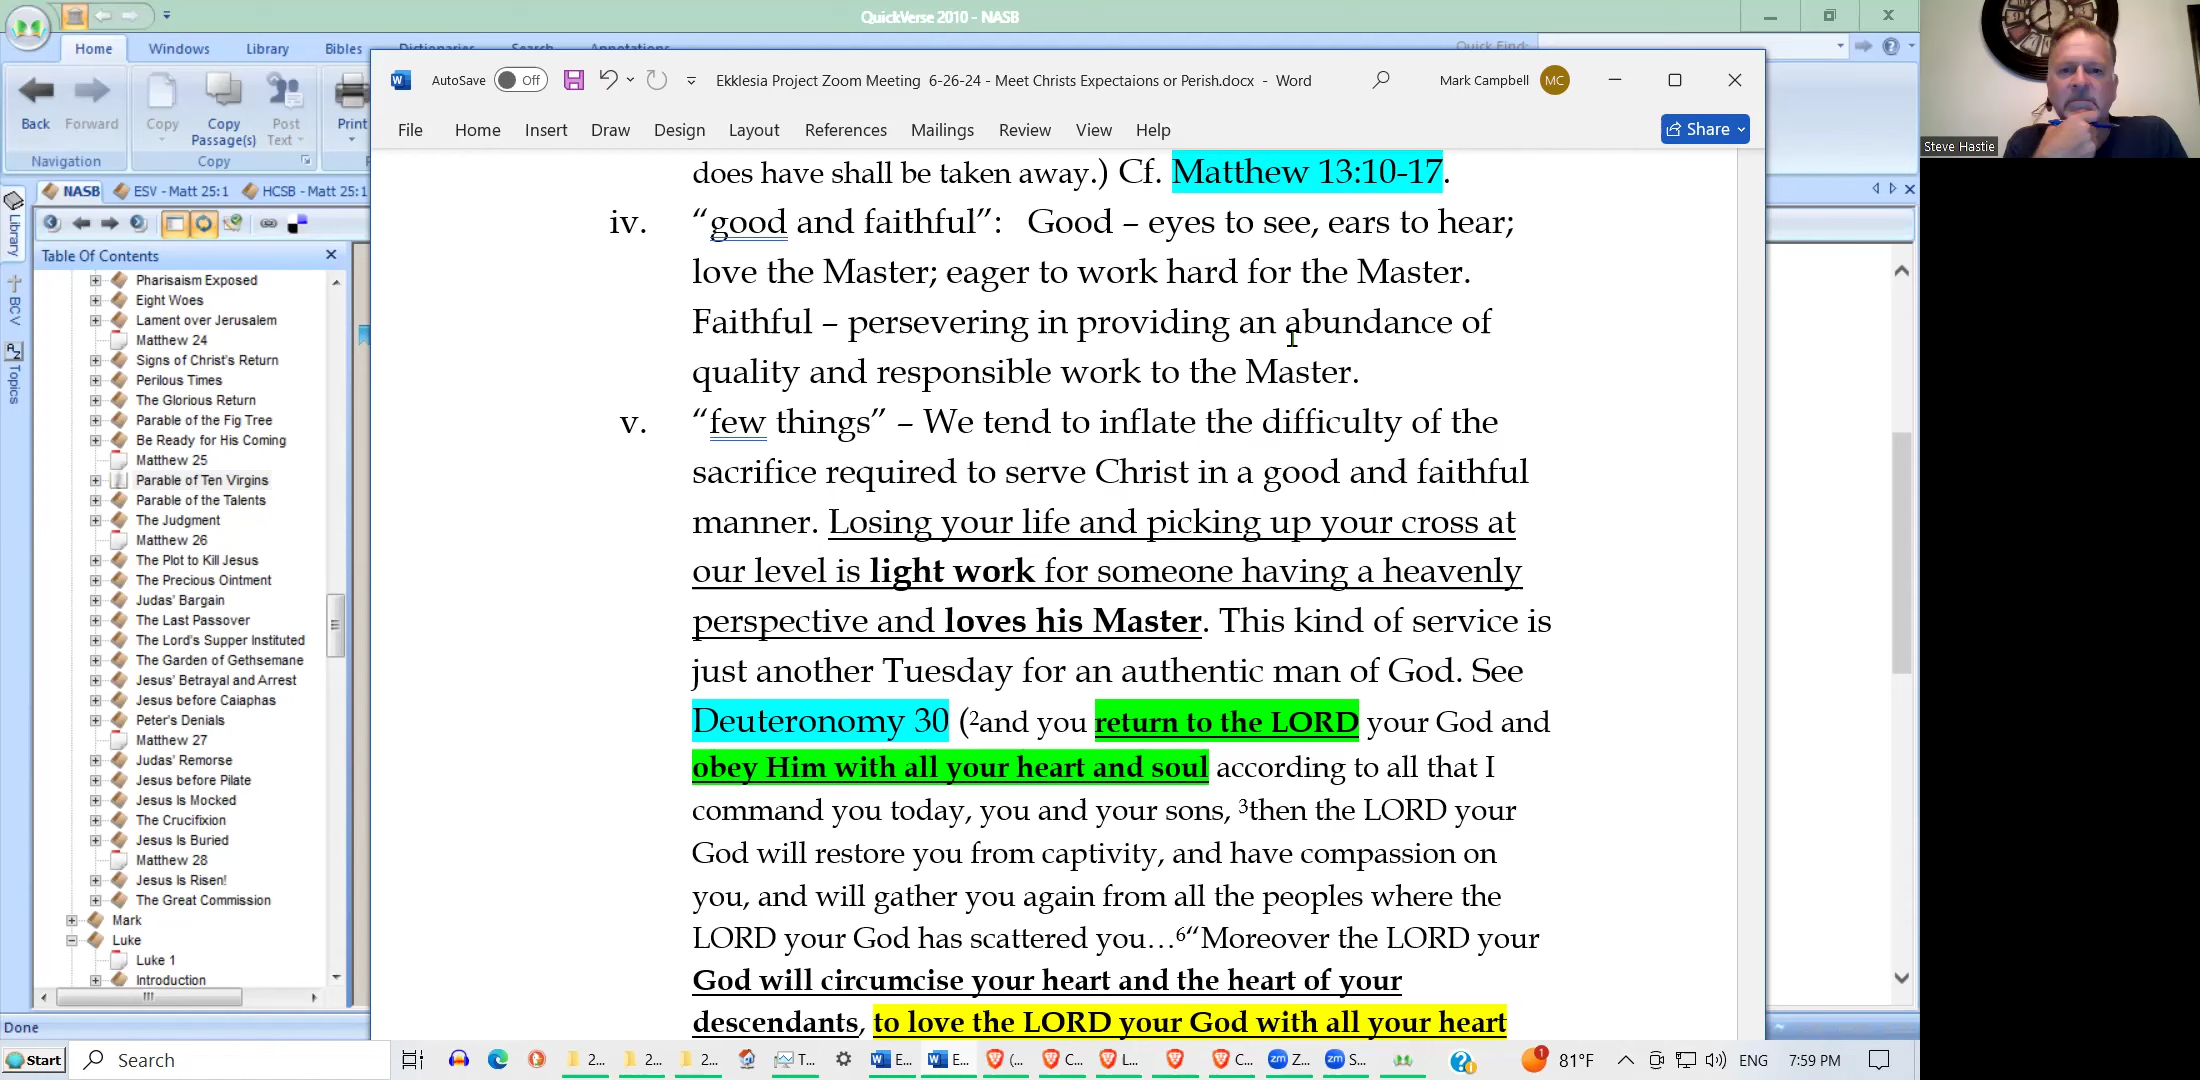 QuickVerse 2010 - NASB
Home Windows Library Bibles Dictionaries Search Annotations
Quick Find:
Back Forward Copy Copy Passage(s) Post Text Print
Navigation Copy
NASB ESV - Matt 25:1 HCSB - Matt 25:1
Library
BCV
Topics
Table Of Contents
Pharisaism Exposed
Eight Woes
Lament over Jerusalem
Matthew 24
Signs of Christ's Return
Perilous Times
The Glorious Return
Parable of the Fig Tree
Be Ready for His Coming
Matthew 25
Parable of Ten Virgins
Parable of the Talents
The Judgment
Matthew 26
The Plot to Kill Jesus
The Precious Ointment
Judas' Bargain
The Last Passover
The Lord's Supper Instituted
The Garden of Gethsemane
Jesus' Betrayal and Arrest
Jesus before Caiaphas
Peter's Denials
Matthew 27
Judas' Remorse
Jesus before Pilate
Jesus Is Mocked
The Crucifixion
Jesus Is Buried
Matthew 28
Jesus Is Risen!
The Great Commission
Mark
Luke
Luke 1
Introduction
Done
AutoSave Off
Ekklesia Project Zoom Meeting 6-26-24 - Meet Christs Expectaions or Perish.docx - Word
Mark Campbell MC
File Home Insert Draw Design Layout References Mailings Review View Help
Share
does have shall be taken away.) Cf. Matthew 13:10-17.
iv. “good and faithful”: Good – eyes to see, ears to hear;
love the Master; eager to work hard for the Master.
Faithful – persevering in providing an abundance of
quality and responsible work to the Master.
v. “few things” – We tend to inflate the difficulty of the
sacrifice required to serve Christ in a good and faithful
manner. Losing your life and picking up your cross at
our level is light work for someone having a heavenly
perspective and loves his Master. This kind of service is
just another Tuesday for an authentic man of God. See
Deuteronomy 30 (2and you return to the LORD your God and
obey Him with all your heart and soul according to all that I
command you today, you and your sons, 3then the LORD your
God will restore you from captivity, and have compassion on
you, and will gather you again from all the peoples where the
LORD your God has scattered you…6“Moreover the LORD your
God will circumcise your heart and the heart of your
descendants, to love the LORD your God with all your heart
Steve Hastie
Start Search
2... 2... 2... T... E... E... (... C... L... C... Z... S...
1 81°F ENG 7:59 PM